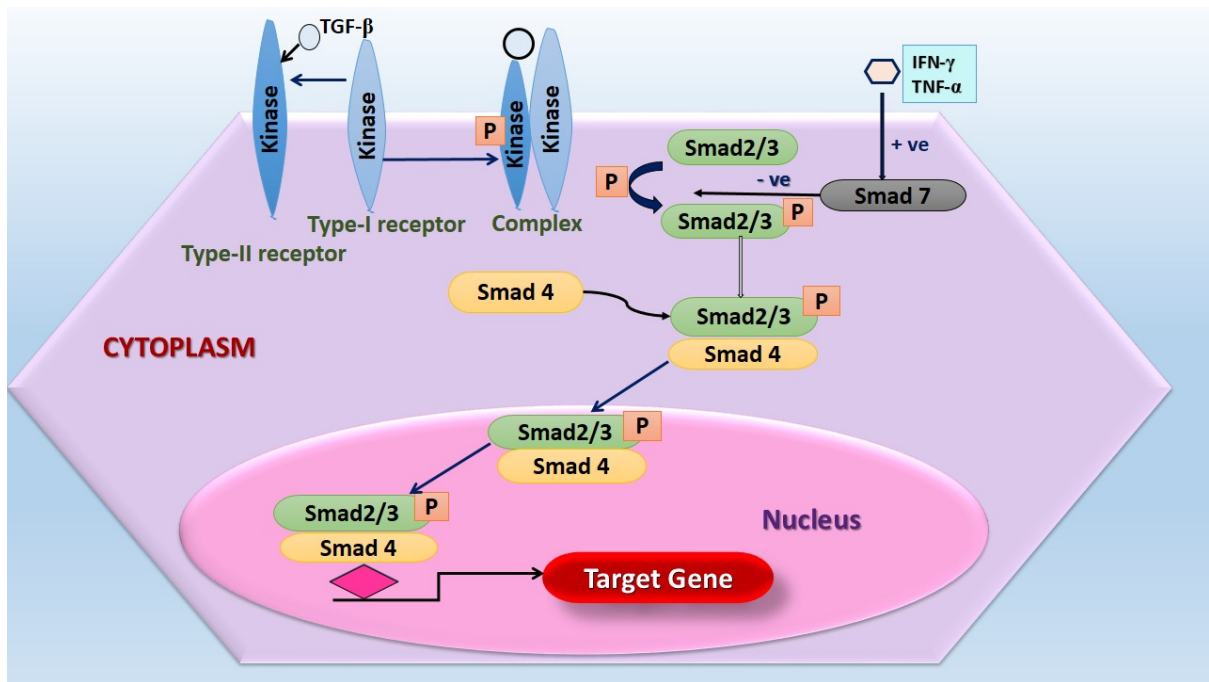 TGF-β
Kinase
Kinase
P
Kinase
Kinase
Type-II receptor
Type-I receptor
Complex
IFN-γ
TNF-α
+ ve
Smad2/3
P
- ve
Smad 7
Smad2/3
P
Smad 4
Smad2/3
P
Smad 4
CYTOPLASM
Smad2/3
P
Smad 4
Smad2/3
P
Smad 4
Nucleus
Target Gene